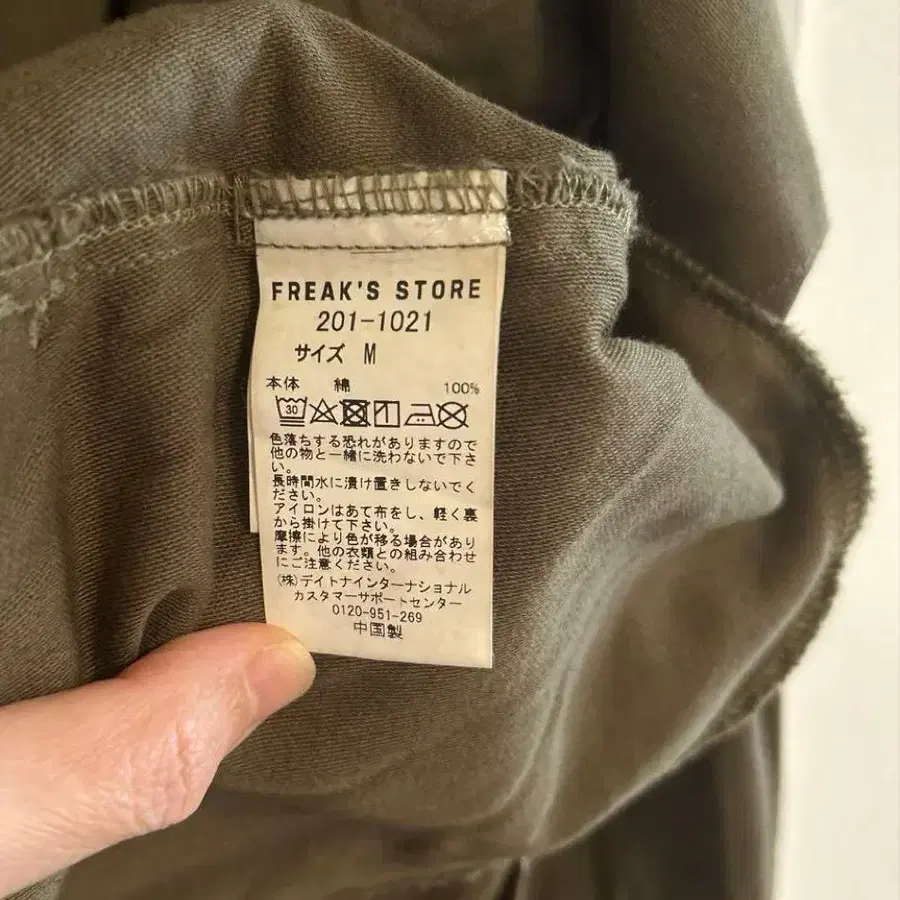 FREAK'S STORE
201-1021
サイズ M
本体 綿 100%
30
色落ちする恐れがありますので
他の物と一緒に洗わないで下さ
い。
長時間水に漬け置きしないでく
ださい。
アイロンはあて布をし、軽く裏
から掛けて下さい。
摩擦により色が移る場合があり
ます。他の衣類との組み合わせ
にご注意ください。
(株)デイトナインターナショナル
カスタマーサポートセンター
0120-951-269
中国製